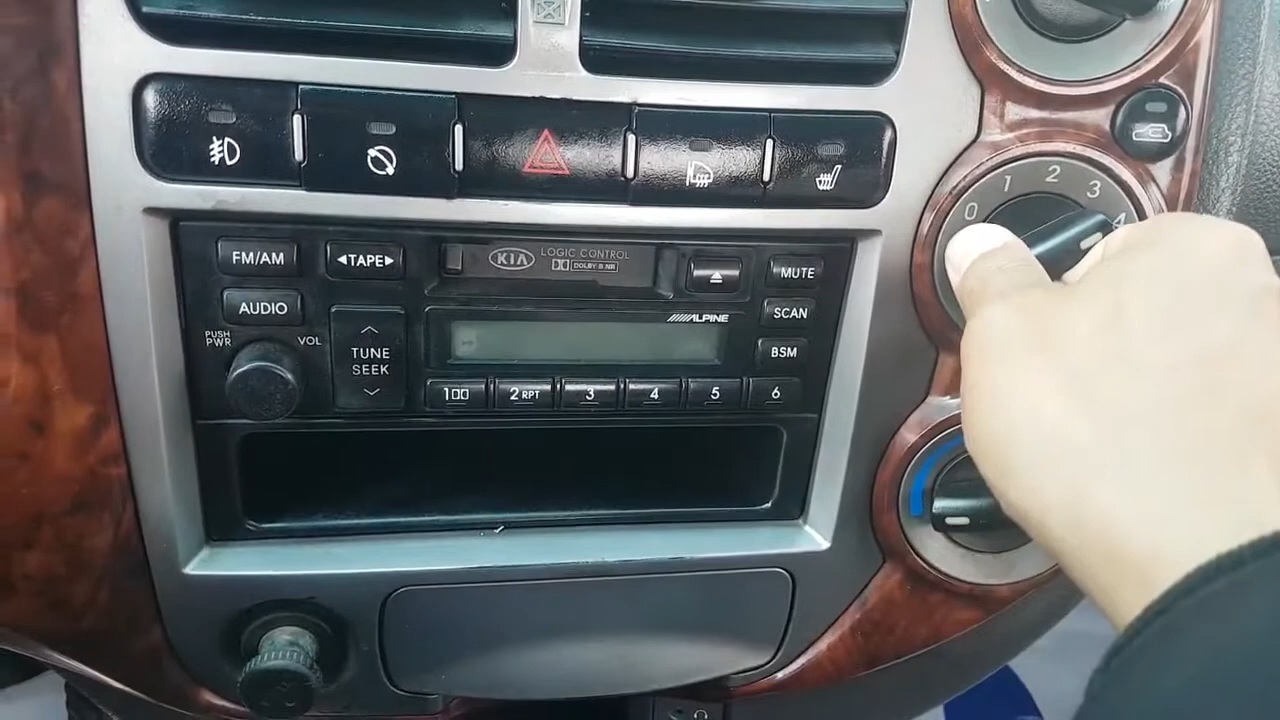 0 1 2 3 4
FM/AM
◀TAPE▶
KIA
LOGIC CONTROL
DOLBY B NR
MUTE
AUDIO
SCAN
ALPINE
PUSH
PWR
VOL
TUNE
SEEK
BSM
1
2 RPT
3
4
5
6